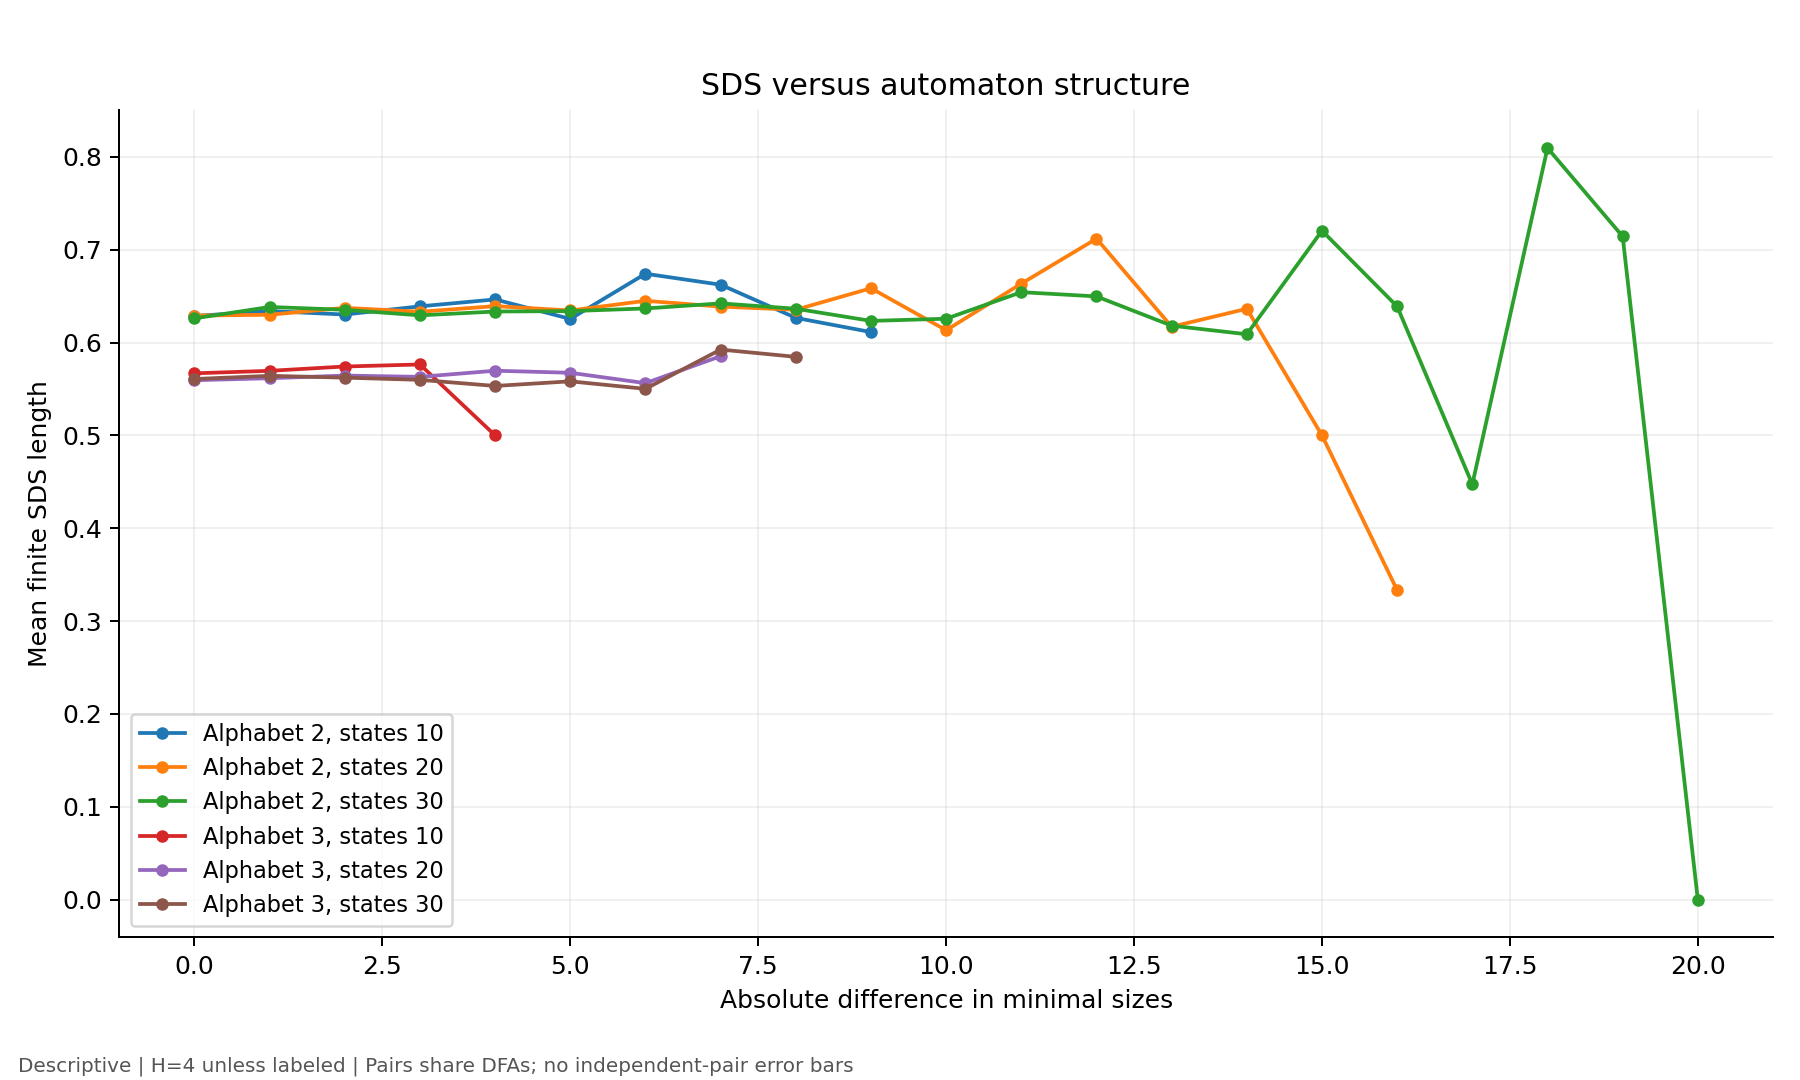 SDS versus automaton structure
Mean finite SDS length
0.8
0.7
0.6
0.5
0.4
0.3
0.2
0.1
0.0
Alphabet 2, states 10
Alphabet 2, states 20
Alphabet 2, states 30
Alphabet 3, states 10
Alphabet 3, states 20
Alphabet 3, states 30
0.0 2.5 5.0 7.5 10.0 12.5 15.0 17.5 20.0
Absolute difference in minimal sizes
Descriptive | H=4 unless labeled | Pairs share DFAs; no independent-pair error bars